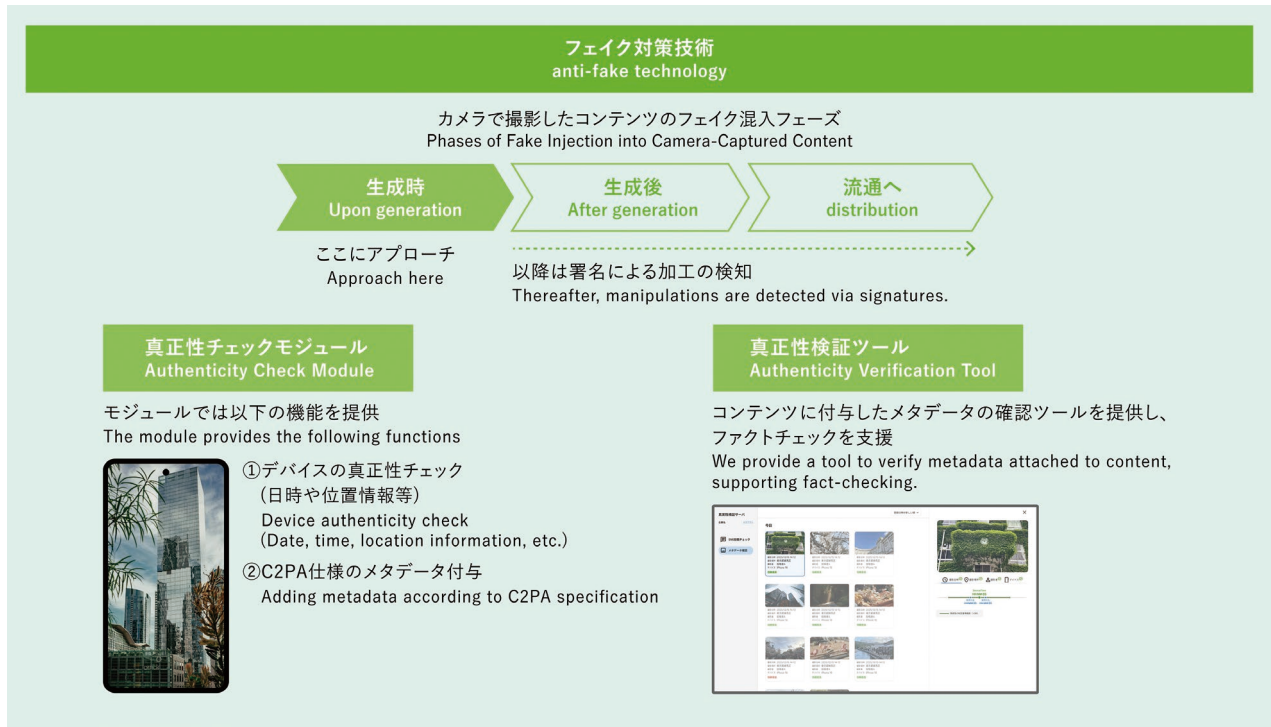 フェイク対策技術
anti-fake technology
カメラで撮影したコンテンツのフェイク混入フェーズ
Phases of Fake Injection into Camera-Captured Content
生成時
Upon generation
生成後
After generation
流通へ
distribution
ここにアプローチ
Approach here
以降は署名による加工の検知
Thereafter, manipulations are detected via signatures.
真正性チェックモジュール
Authenticity Check Module
モジュールでは以下の機能を提供
The module provides the following functions
①デバイスの真正性チェック
(日時や位置情報等)
Device authenticity check
(Date, time, location information, etc.)
②C2PA仕様のメタデータ付与
Adding metadata according to C2PA specification
真正性検証ツール
Authenticity Verification Tool
コンテンツに付与したメタデータの確認ツールを提供し、
ファクトチェックを支援
We provide a tool to verify metadata attached to content,
supporting fact-checking.
真正性検証サーバ
今日